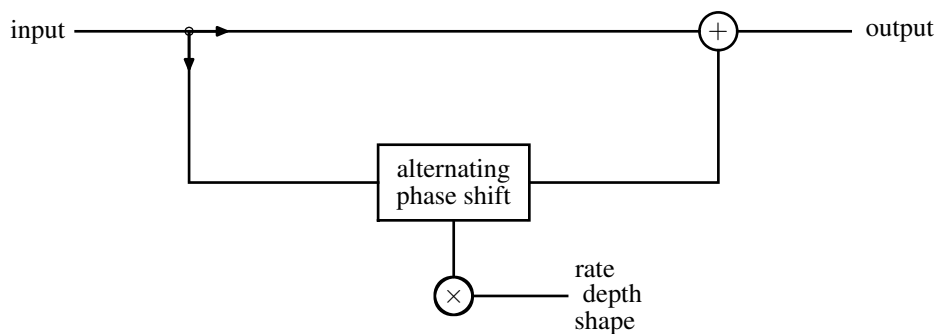 input
+
output
alternating
phase shift
×
rate
depth
shape